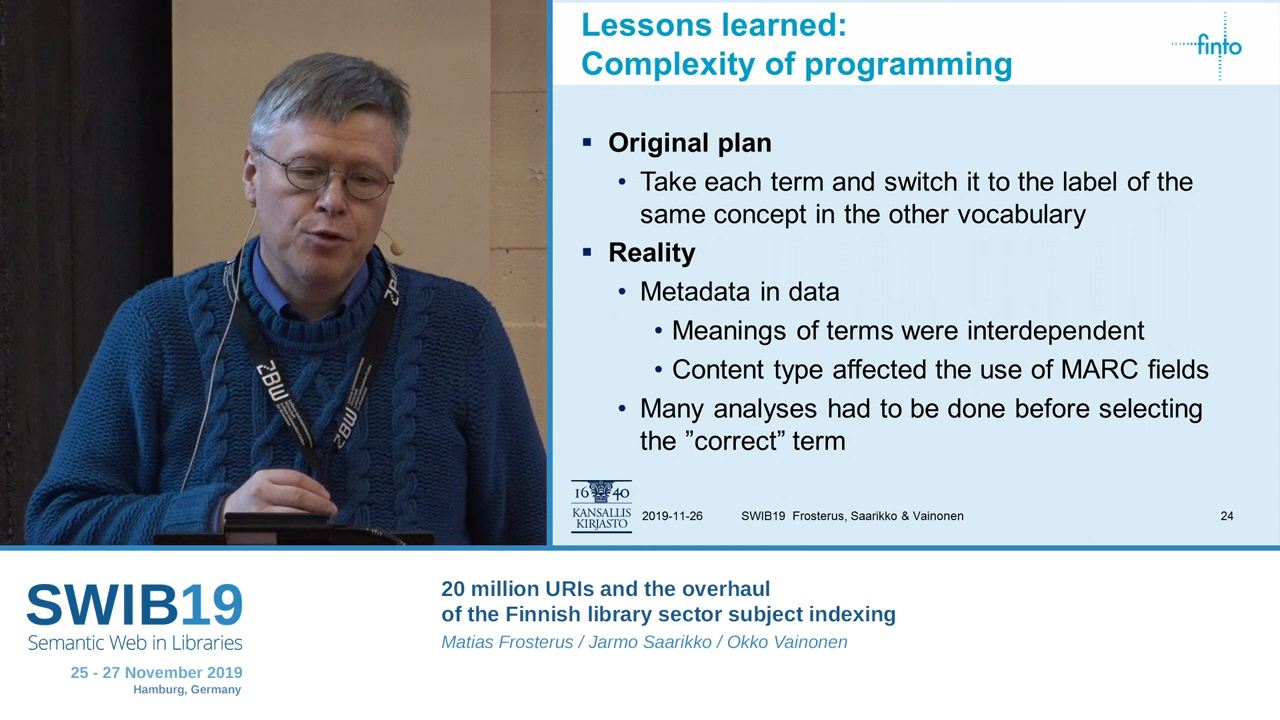 Lessons learned:
Complexity of programming
finto
▪ Original plan
• Take each term and switch it to the label of the
same concept in the other vocabulary
▪ Reality
• Metadata in data
• Meanings of terms were interdependent
• Content type affected the use of MARC fields
• Many analyses had to be done before selecting
the ”correct” term
1640
KANSALLIS
KIRJASTO
2019-11-26 SWIB19 Frosterus, Saarikko & Vainonen 24
ZBW
ZBW
SWIB19
Semantic Web in Libraries
25 - 27 November 2019
Hamburg, Germany
20 million URIs and the overhaul
of the Finnish library sector subject indexing
Matias Frosterus / Jarmo Saarikko / Okko Vainonen